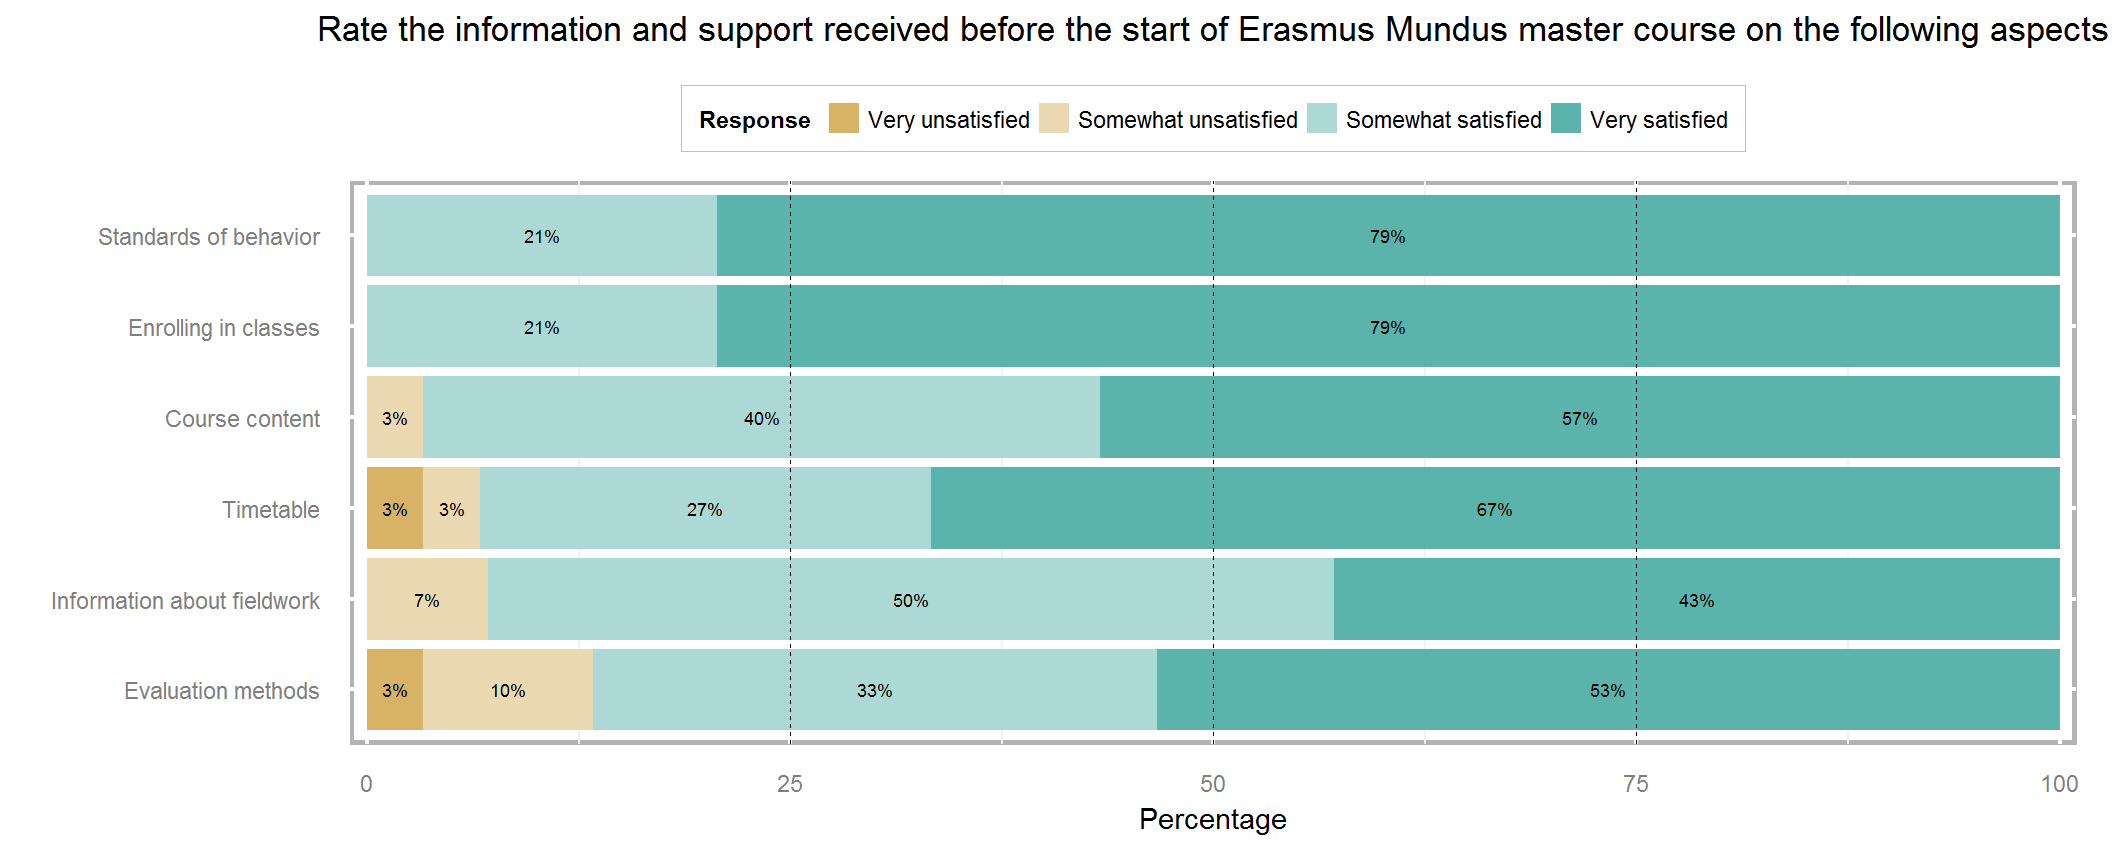 Rate the information and support received before the start of Erasmus Mundus master course on the following aspects
Response Very unsatisfied Somewhat unsatisfied Somewhat satisfied Very satisfied
Standards of behavior 21% 79%
Enrolling in classes 21% 79%
Course content 3% 40% 57%
Timetable 3% 3% 27% 67%
Information about fieldwork 7% 50% 43%
Evaluation methods 3% 10% 33% 53%
0 25 50 75 100
Percentage